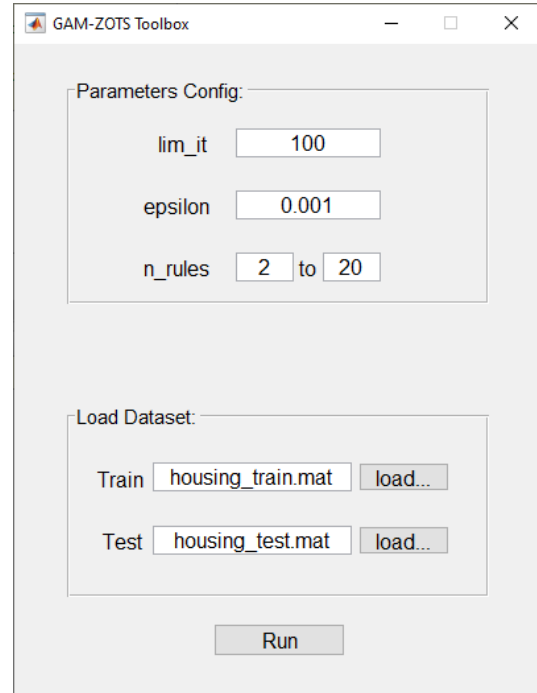 GAM-ZOTS Toolbox
Parameters Config:
lim_it 100
epsilon 0.001
n_rules 2 to 20
Load Dataset:
Train housing_train.mat load...
Test housing_test.mat load...
Run